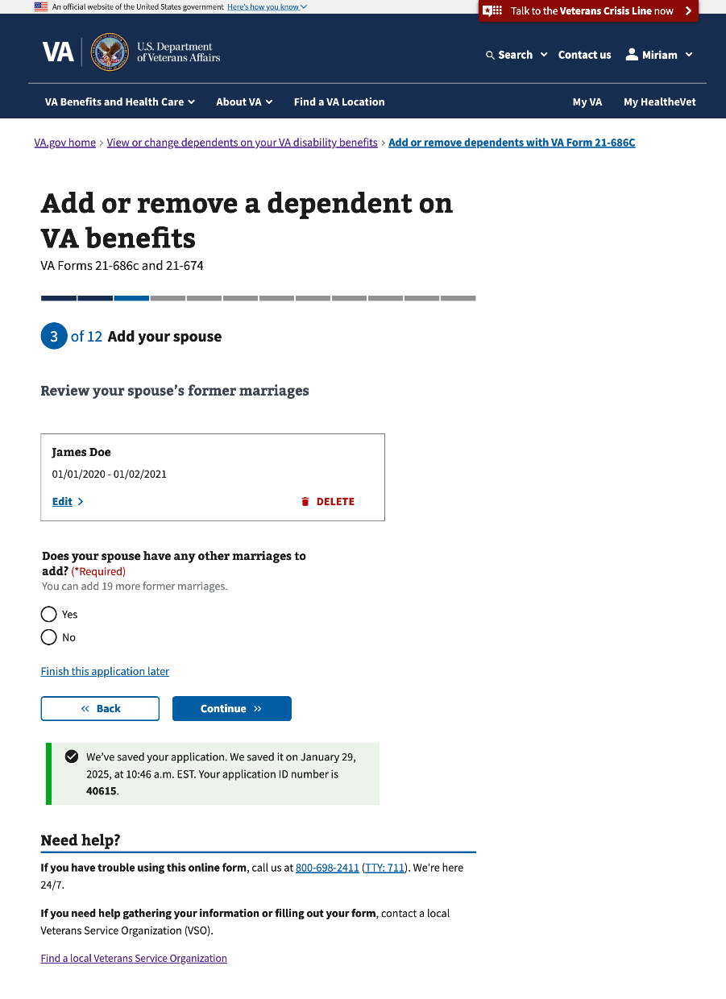 An official website of the United States government Here's how you know
Talk to the Veterans Crisis Line now
VA
U.S. Department
of Veterans Affairs
Search
Contact us
Miriam
VA Benefits and Health Care
About VA
Find a VA Location
My VA
My HealtheVet
VA.gov home > View or change dependents on your VA disability benefits > Add or remove dependents with VA Form 21-686C
Add or remove a dependent on
VA benefits
VA Forms 21-686c and 21-674
3 of 12 Add your spouse
Review your spouse’s former marriages
James Doe
01/01/2020 - 01/02/2021
Edit
DELETE
Does your spouse have any other marriages to
add? (*Required)
You can add 19 more former marriages.
Yes
No
Finish this application later
Back
Continue
We’ve saved your application. We saved it on January 29,
2025, at 10:46 a.m. EST. Your application ID number is
40615.
Need help?
If you have trouble using this online form, call us at 800-698-2411 (TTY: 711). We’re here
24/7.
If you need help gathering your information or filling out your form, contact a local
Veterans Service Organization (VSO).
Find a local Veterans Service Organization